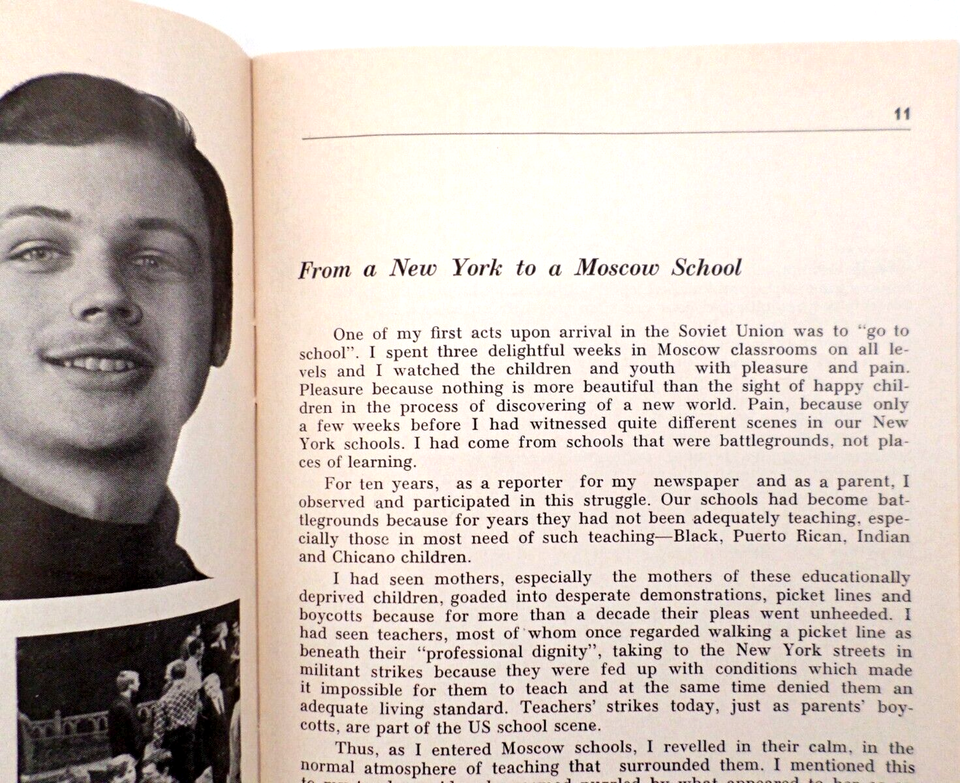 11
From a New York to a Moscow School
One of my first acts upon arrival in the Soviet Union was to “go to
school”. I spent three delightful weeks in Moscow classrooms on all le-
vels and I watched the children and youth with pleasure and pain.
Pleasure because nothing is more beautiful than the sight of happy chil-
dren in the process of discovering of a new world. Pain, because only
a few weeks before I had witnessed quite different scenes in our New
York schools. I had come from schools that were battlegrounds, not pla-
ces of learning.
For ten years, as a reporter for my newspaper and as a parent, I
observed and participated in this struggle. Our schools had become bat-
tlegrounds because for years they had not been adequately teaching, espe-
cially those in most need of such teaching—Black, Puerto Rican, Indian
and Chicano children.
I had seen mothers, especially the mothers of these educationally
deprived children, goaded into desperate demonstrations, picket lines and
boycotts because for more than a decade their pleas went unheeded. I
had seen teachers, most of whom once regarded walking a picket line as
beneath their “professional dignity”, taking to the New York streets in
militant strikes because they were fed up with conditions which made
it impossible for them to teach and at the same time denied them an
adequate living standard. Teachers’ strikes today, just as parents’ boy-
cotts, are part of the US school scene.
Thus, as I entered Moscow schools, I revelled in their calm, in the
normal atmosphere of teaching that surrounded them. I mentioned this